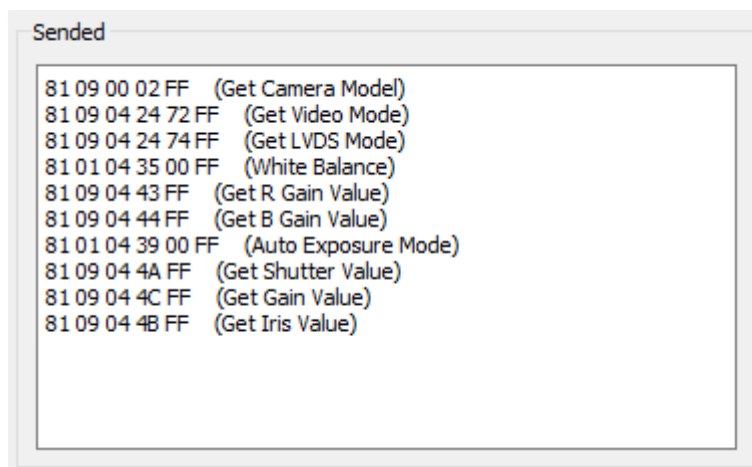 Sended
81 09 00 02 FF (Get Camera Model)
81 09 04 24 72 FF (Get Video Mode)
81 09 04 24 74 FF (Get LVDS Mode)
81 01 04 35 00 FF (White Balance)
81 09 04 43 FF (Get R Gain Value)
81 09 04 44 FF (Get B Gain Value)
81 01 04 39 00 FF (Auto Exposure Mode)
81 09 04 4A FF (Get Shutter Value)
81 09 04 4C FF (Get Gain Value)
81 09 04 4B FF (Get Iris Value)